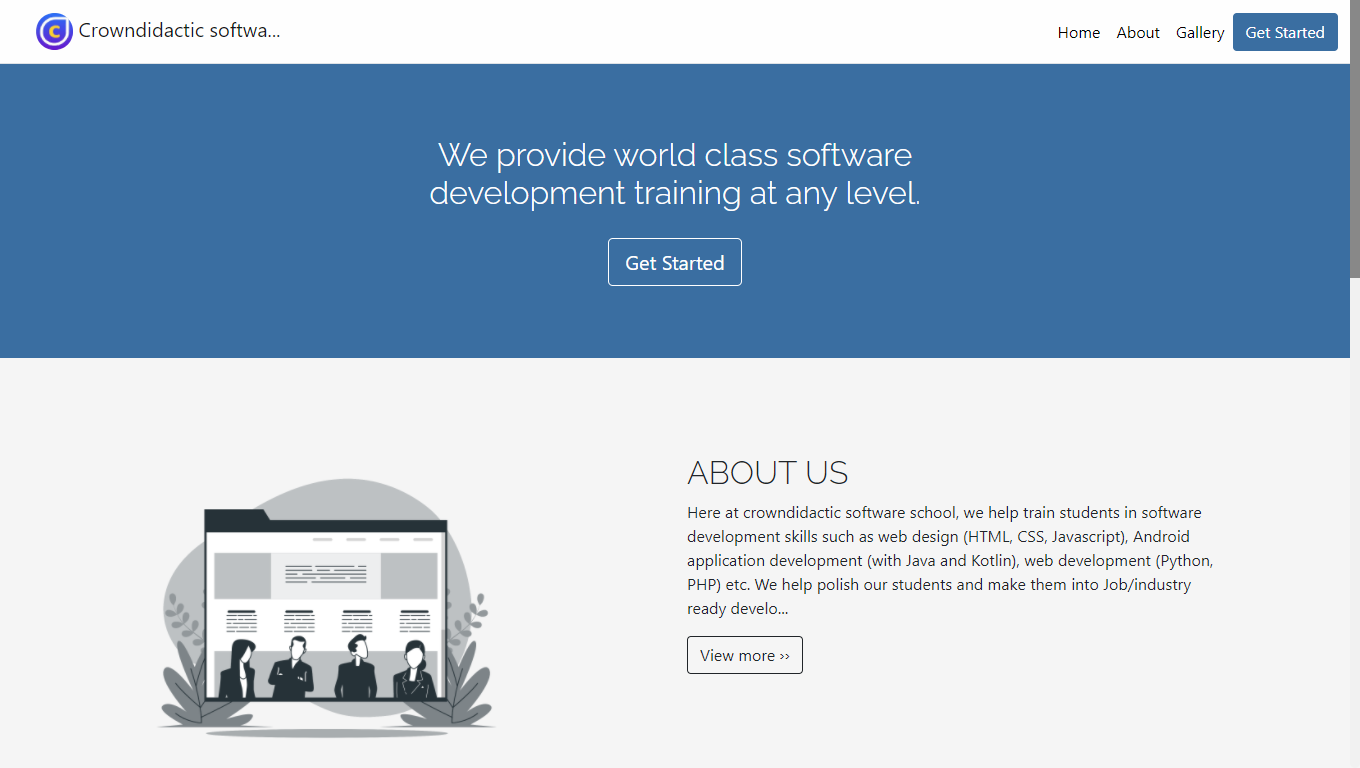 Crowndidactic softwa...
Home About Gallery Get Started
We provide world class software
development training at any level.
Get Started
ABOUT US
Here at crowndidactic software school, we help train students in software
development skills such as web design (HTML, CSS, Javascript), Android
application development (with Java and Kotlin), web development (Python,
PHP) etc. We help polish our students and make them into Job/industry
ready develo...
View more ››